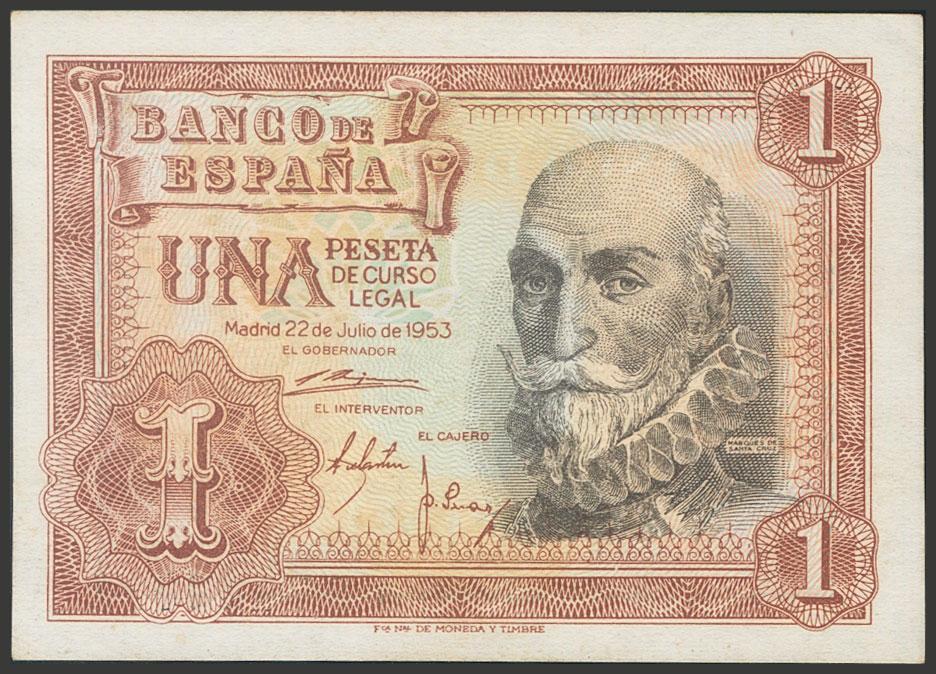 BANCO DE
ESPAÑA
UNA PESETA
DE CURSO
LEGAL
Madrid 22 de Julio de 1953
EL GOBERNADOR
EL INTERVENTOR
EL CAJERO
MARQUES DE
SANTA CRUZ
1
1
1
1
Fca Nal DE MONEDA Y TIMBRE